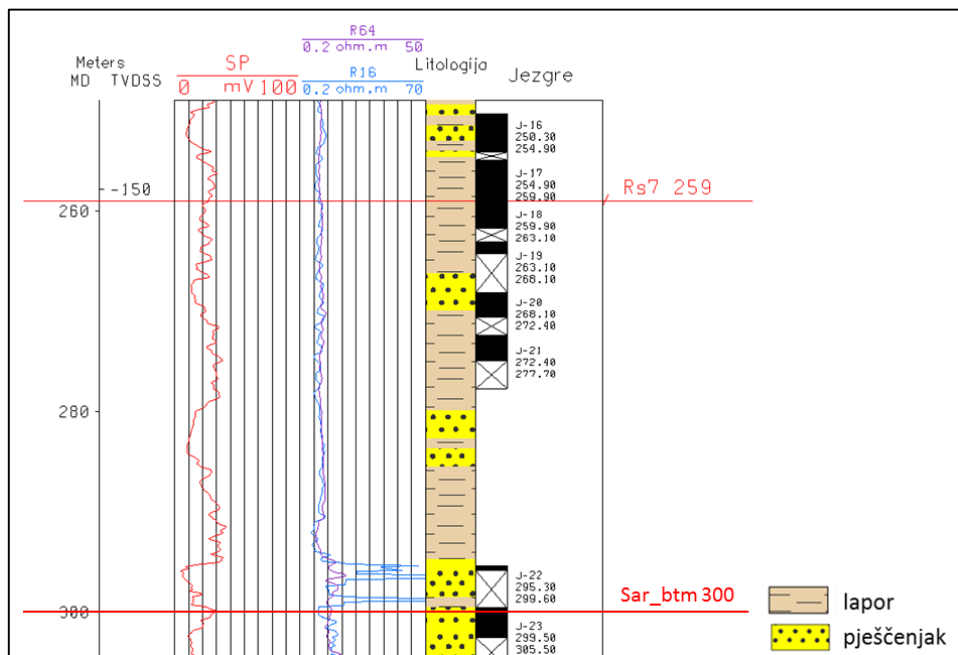 R64
0.2 ohm.m 50
Meters
MD TVDSS
SP
0 mV 100
R16
0.2 ohm.m 70
Litologija
Jezgre
J-16
250.30
254.90
J-17
254.90
259.90
-150
Rs7 259
260
J-18
259.90
263.10
J-19
263.10
268.10
J-20
268.10
272.40
J-21
272.40
277.70
280
J-22
295.30
299.60
Sar_btm 300
300
J-23
299.50
305.50
lapor
pješčenjak